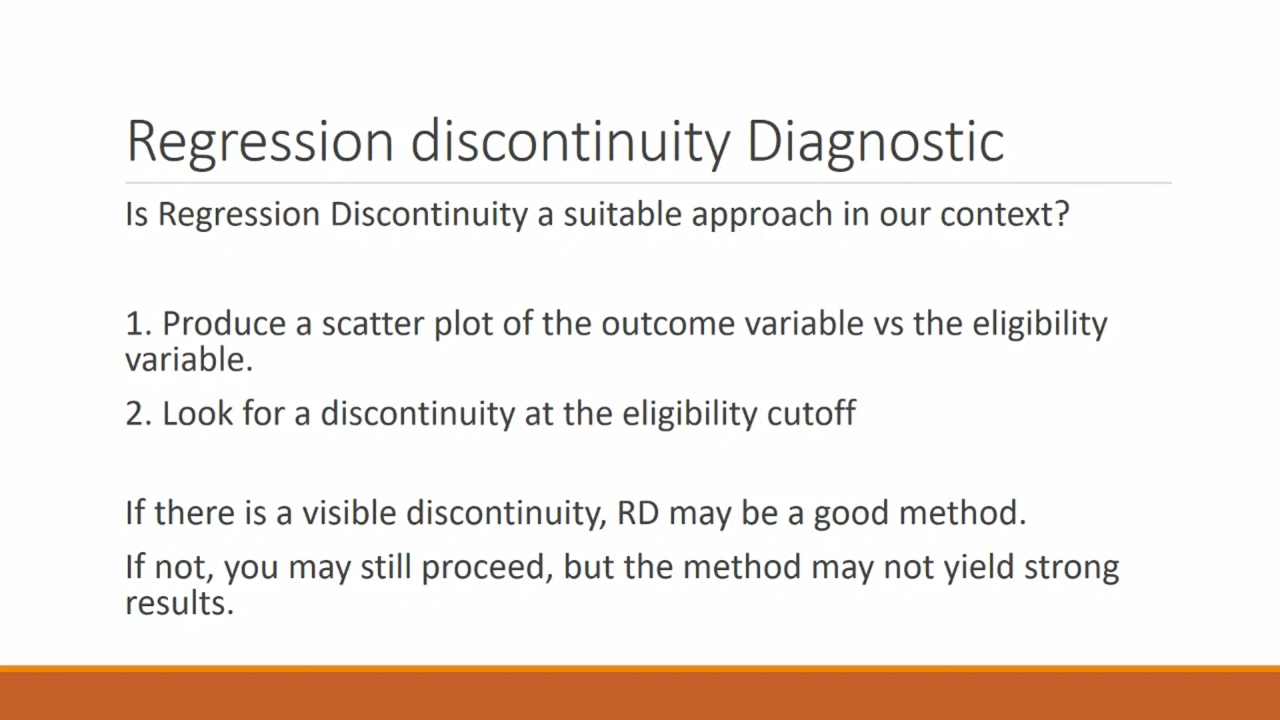 Regression discontinuity Diagnostic
Is Regression Discontinuity a suitable approach in our context?
1. Produce a scatter plot of the outcome variable vs the eligibility
variable.
2. Look for a discontinuity at the eligibility cutoff
If there is a visible discontinuity, RD may be a good method.
If not, you may still proceed, but the method may not yield strong
results.